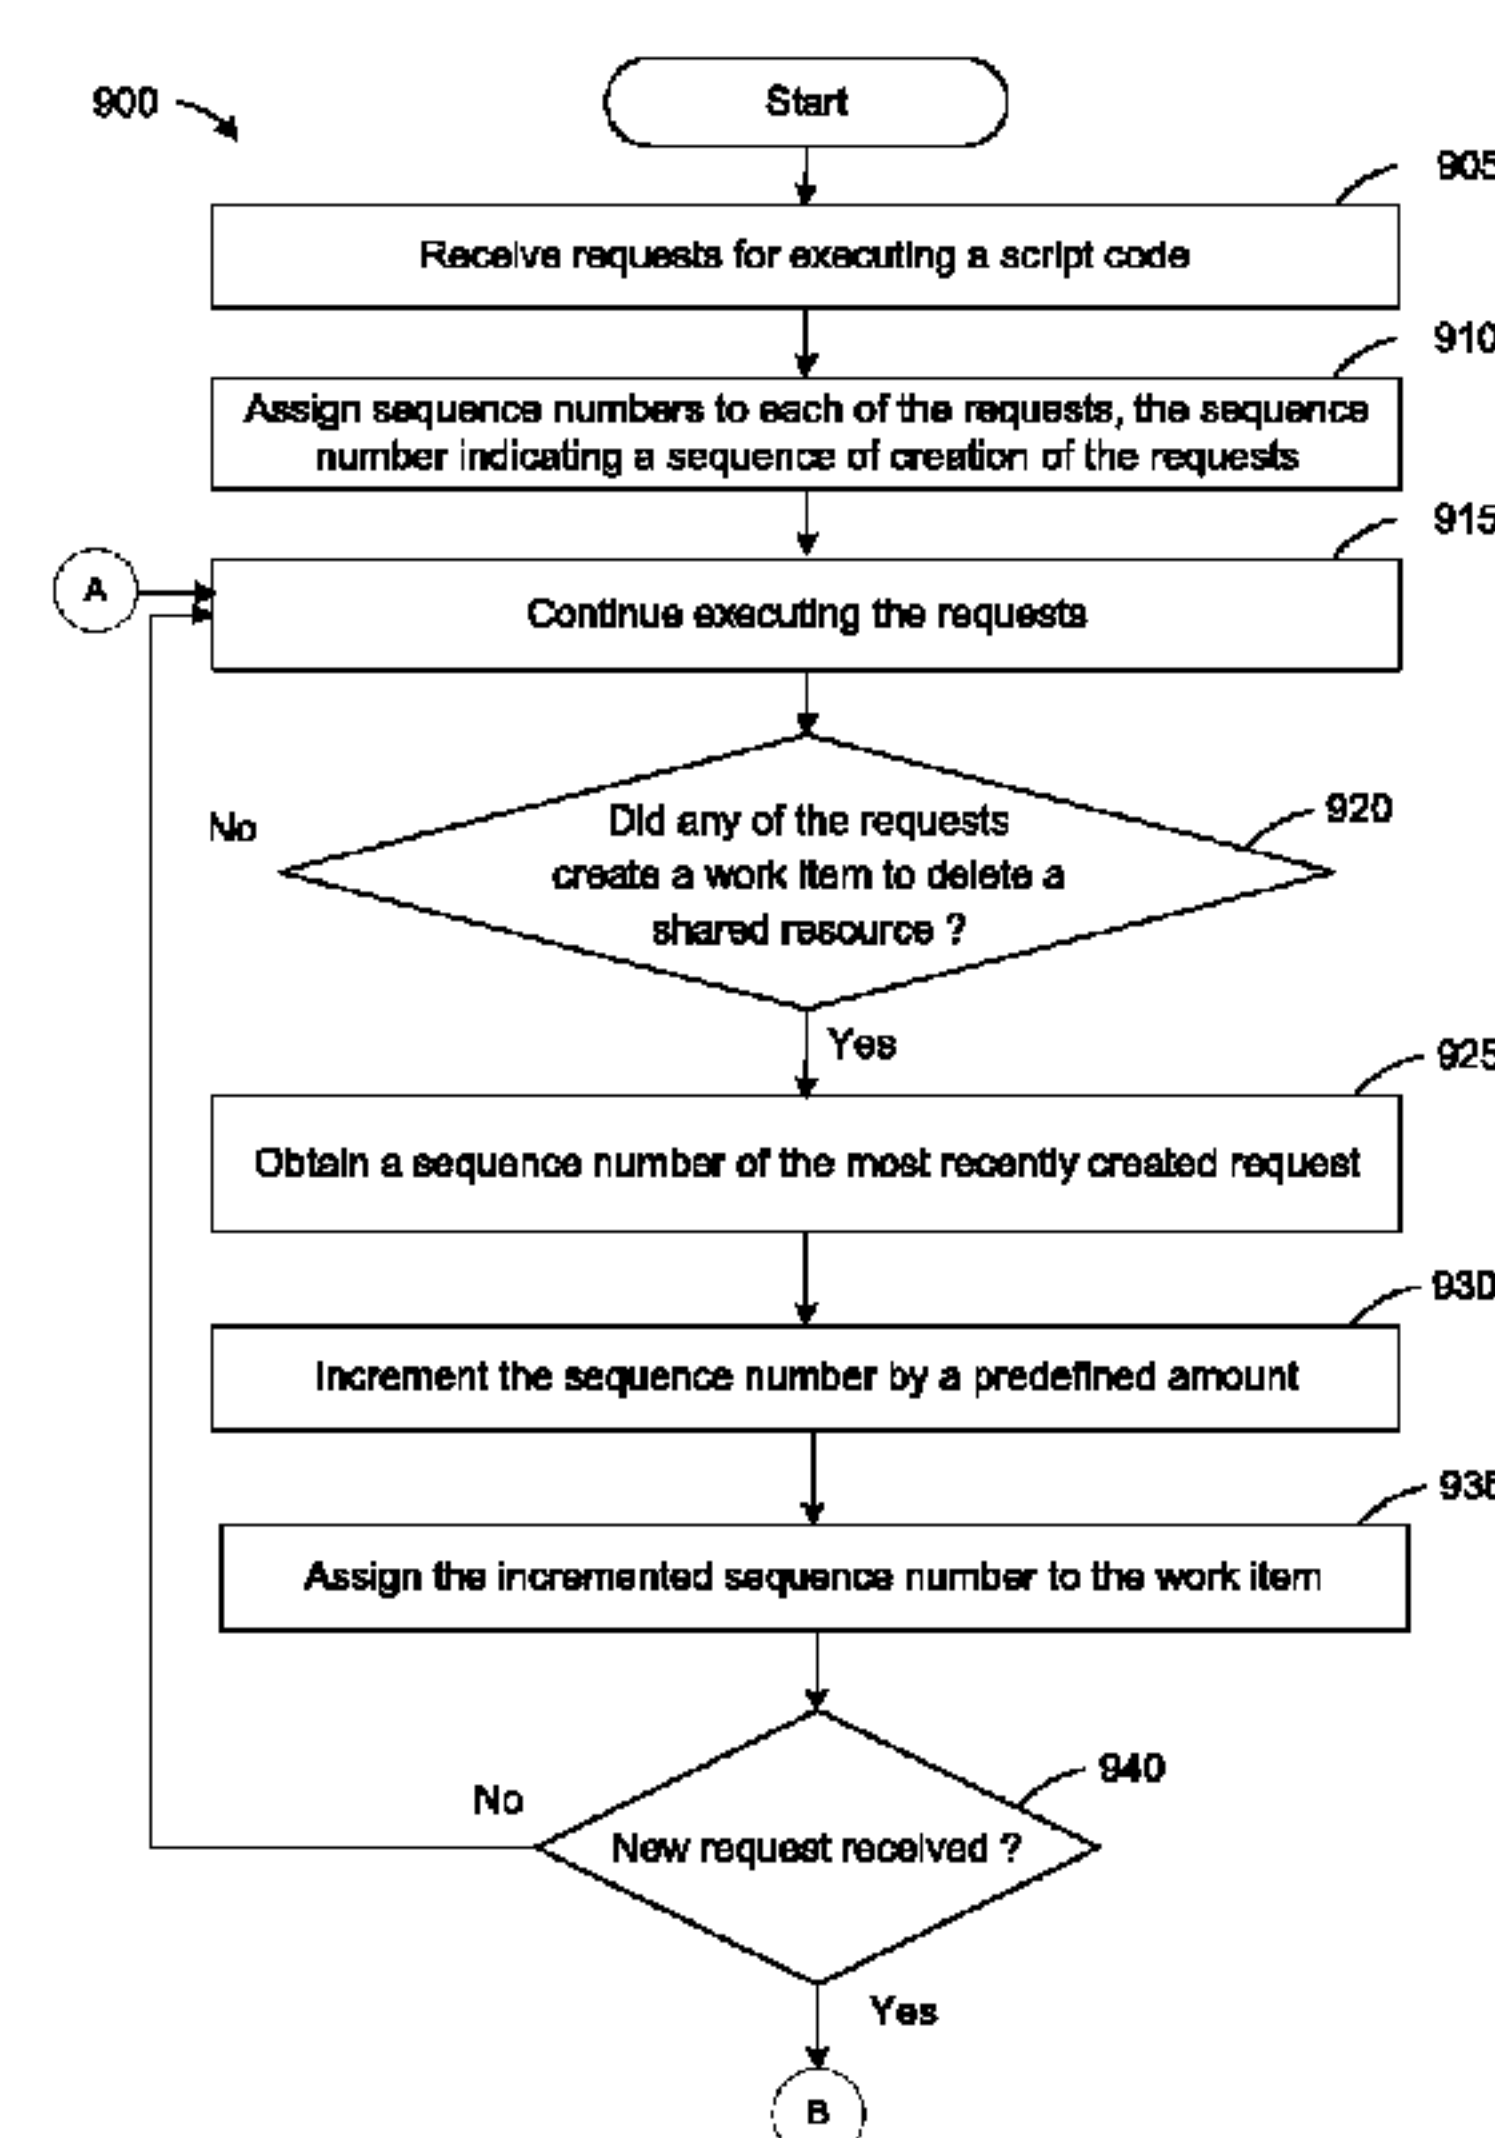 900
Start
905
Receive requests for executing a script code
910
Assign sequence numbers to each of the requests, the sequence
number indicating a sequence of creation of the requests
915
A
Continue executing the requests
No
Did any of the requests
create a work item to delete a
shared resource ?
920
Yes
925
Obtain a sequence number of the most recently created request
930
Increment the sequence number by a predefined amount
935
Assign the incremented sequence number to the work item
940
No
New request received ?
Yes
B